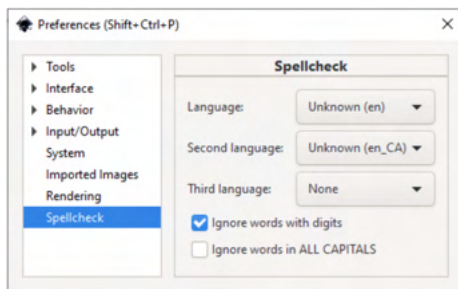 Preferences (Shift+Ctrl+P)
Tools
Interface
Behavior
Input/Output
System
Imported Images
Rendering
Spellcheck
Spellcheck
Language: Unknown (en)
Second language: Unknown (en_CA)
Third language: None
Ignore words with digits
Ignore words in ALL CAPITALS